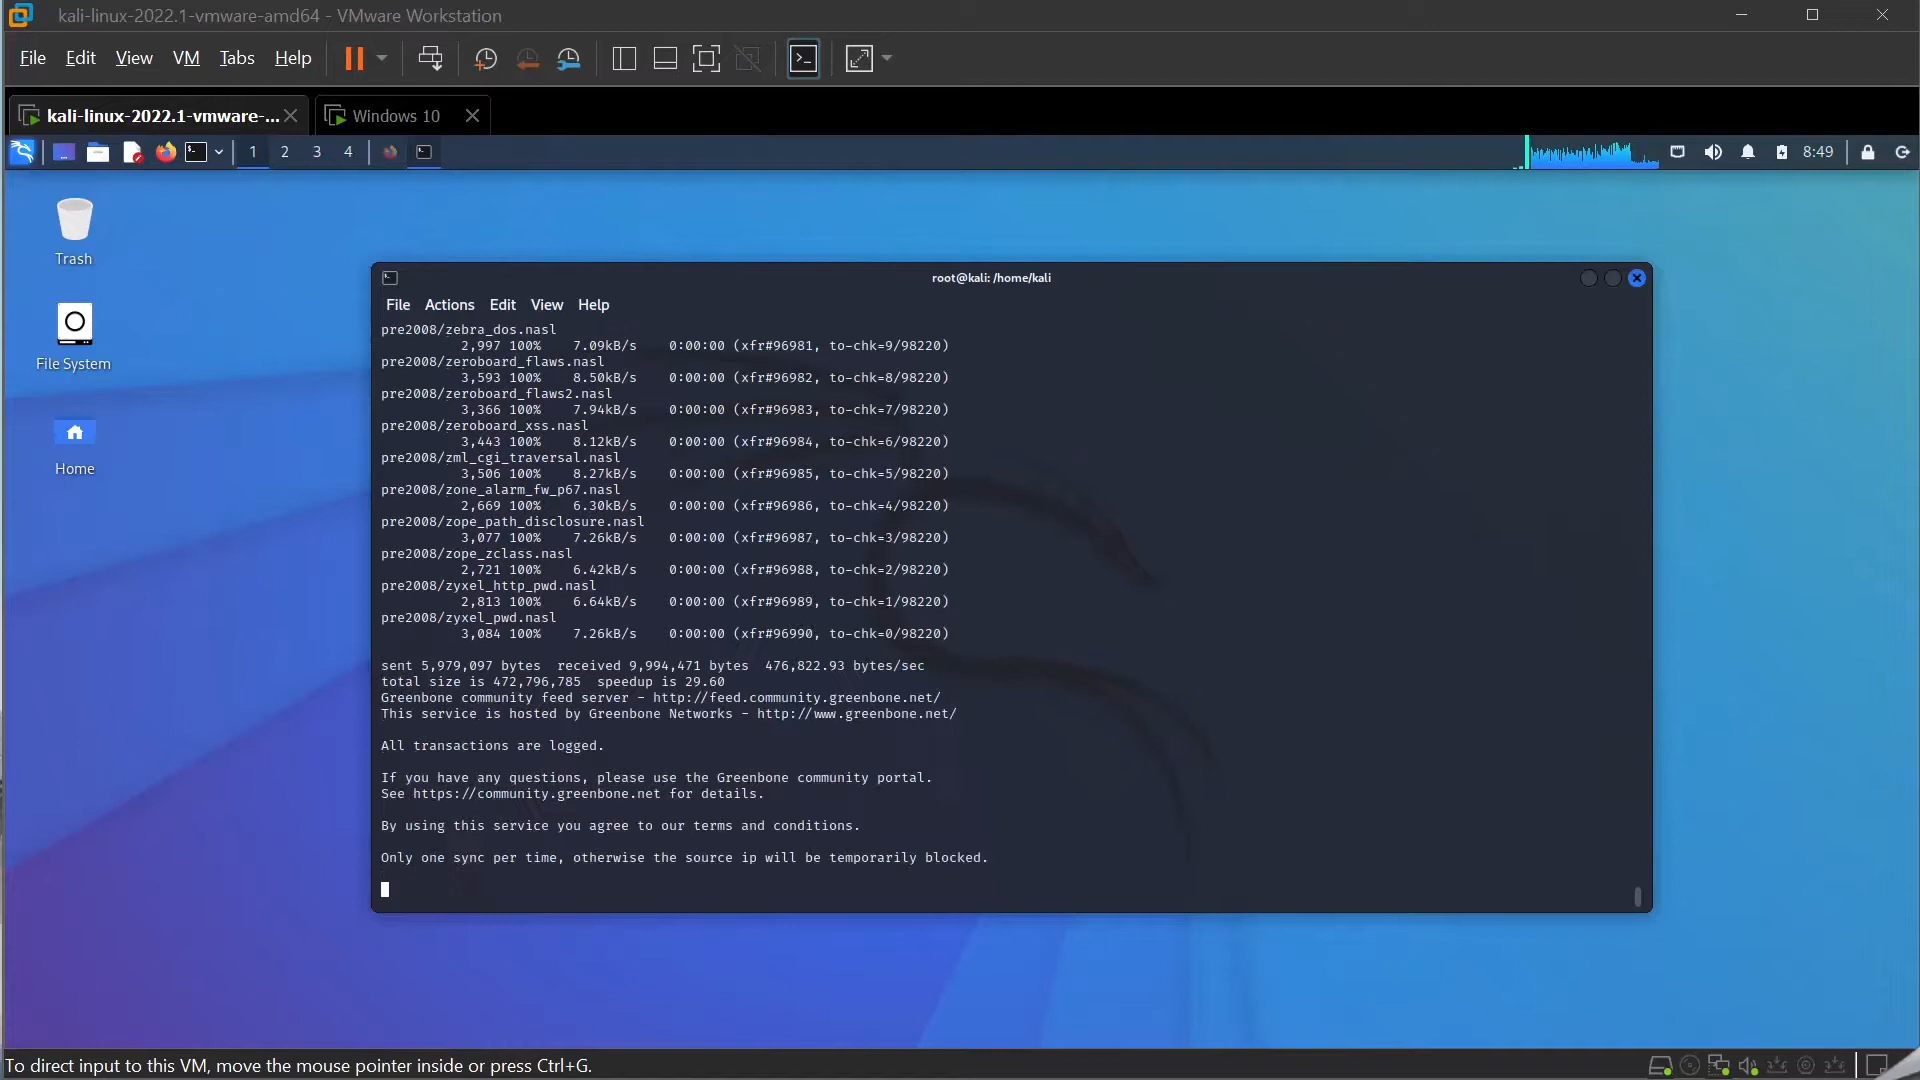 kali-linux-2022.1-vmware-amd64 - VMware Workstation
File Edit View VM Tabs Help
kali-linux-2022.1-vmware-... Windows 10
1 2 3 4 8:49
Trash
File System
Home
root@kali: /home/kali
File Actions Edit View Help
pre2008/zebra_dos.nasl
2,997 100% 7.09kB/s 0:00:00 (xfr#96981, to-chk=9/98220)
pre2008/zeroboard_flaws.nasl
3,593 100% 8.50kB/s 0:00:00 (xfr#96982, to-chk=8/98220)
pre2008/zeroboard_flaws2.nasl
3,366 100% 7.94kB/s 0:00:00 (xfr#96983, to-chk=7/98220)
pre2008/zeroboard_xss.nasl
3,443 100% 8.12kB/s 0:00:00 (xfr#96984, to-chk=6/98220)
pre2008/zml_cgi_traversal.nasl
3,506 100% 8.27kB/s 0:00:00 (xfr#96985, to-chk=5/98220)
pre2008/zone_alarm_fw_p67.nasl
2,669 100% 6.30kB/s 0:00:00 (xfr#96986, to-chk=4/98220)
pre2008/zope_path_disclosure.nasl
3,077 100% 7.26kB/s 0:00:00 (xfr#96987, to-chk=3/98220)
pre2008/zope_zclass.nasl
2,721 100% 6.42kB/s 0:00:00 (xfr#96988, to-chk=2/98220)
pre2008/zyxel_http_pwd.nasl
2,813 100% 6.64kB/s 0:00:00 (xfr#96989, to-chk=1/98220)
pre2008/zyxel_pwd.nasl
3,084 100% 7.26kB/s 0:00:00 (xfr#96990, to-chk=0/98220)
sent 5,979,097 bytes received 9,994,471 bytes 476,822.93 bytes/sec
total size is 472,796,785 speedup is 29.60
Greenbone community feed server - http://feed.community.greenbone.net/
This service is hosted by Greenbone Networks - http://www.greenbone.net/
All transactions are logged.
If you have any questions, please use the Greenbone community portal.
See https://community.greenbone.net for details.
By using this service you agree to our terms and conditions.
Only one sync per time, otherwise the source ip will be temporarily blocked.
To direct input to this VM, move the mouse pointer inside or press Ctrl+G.